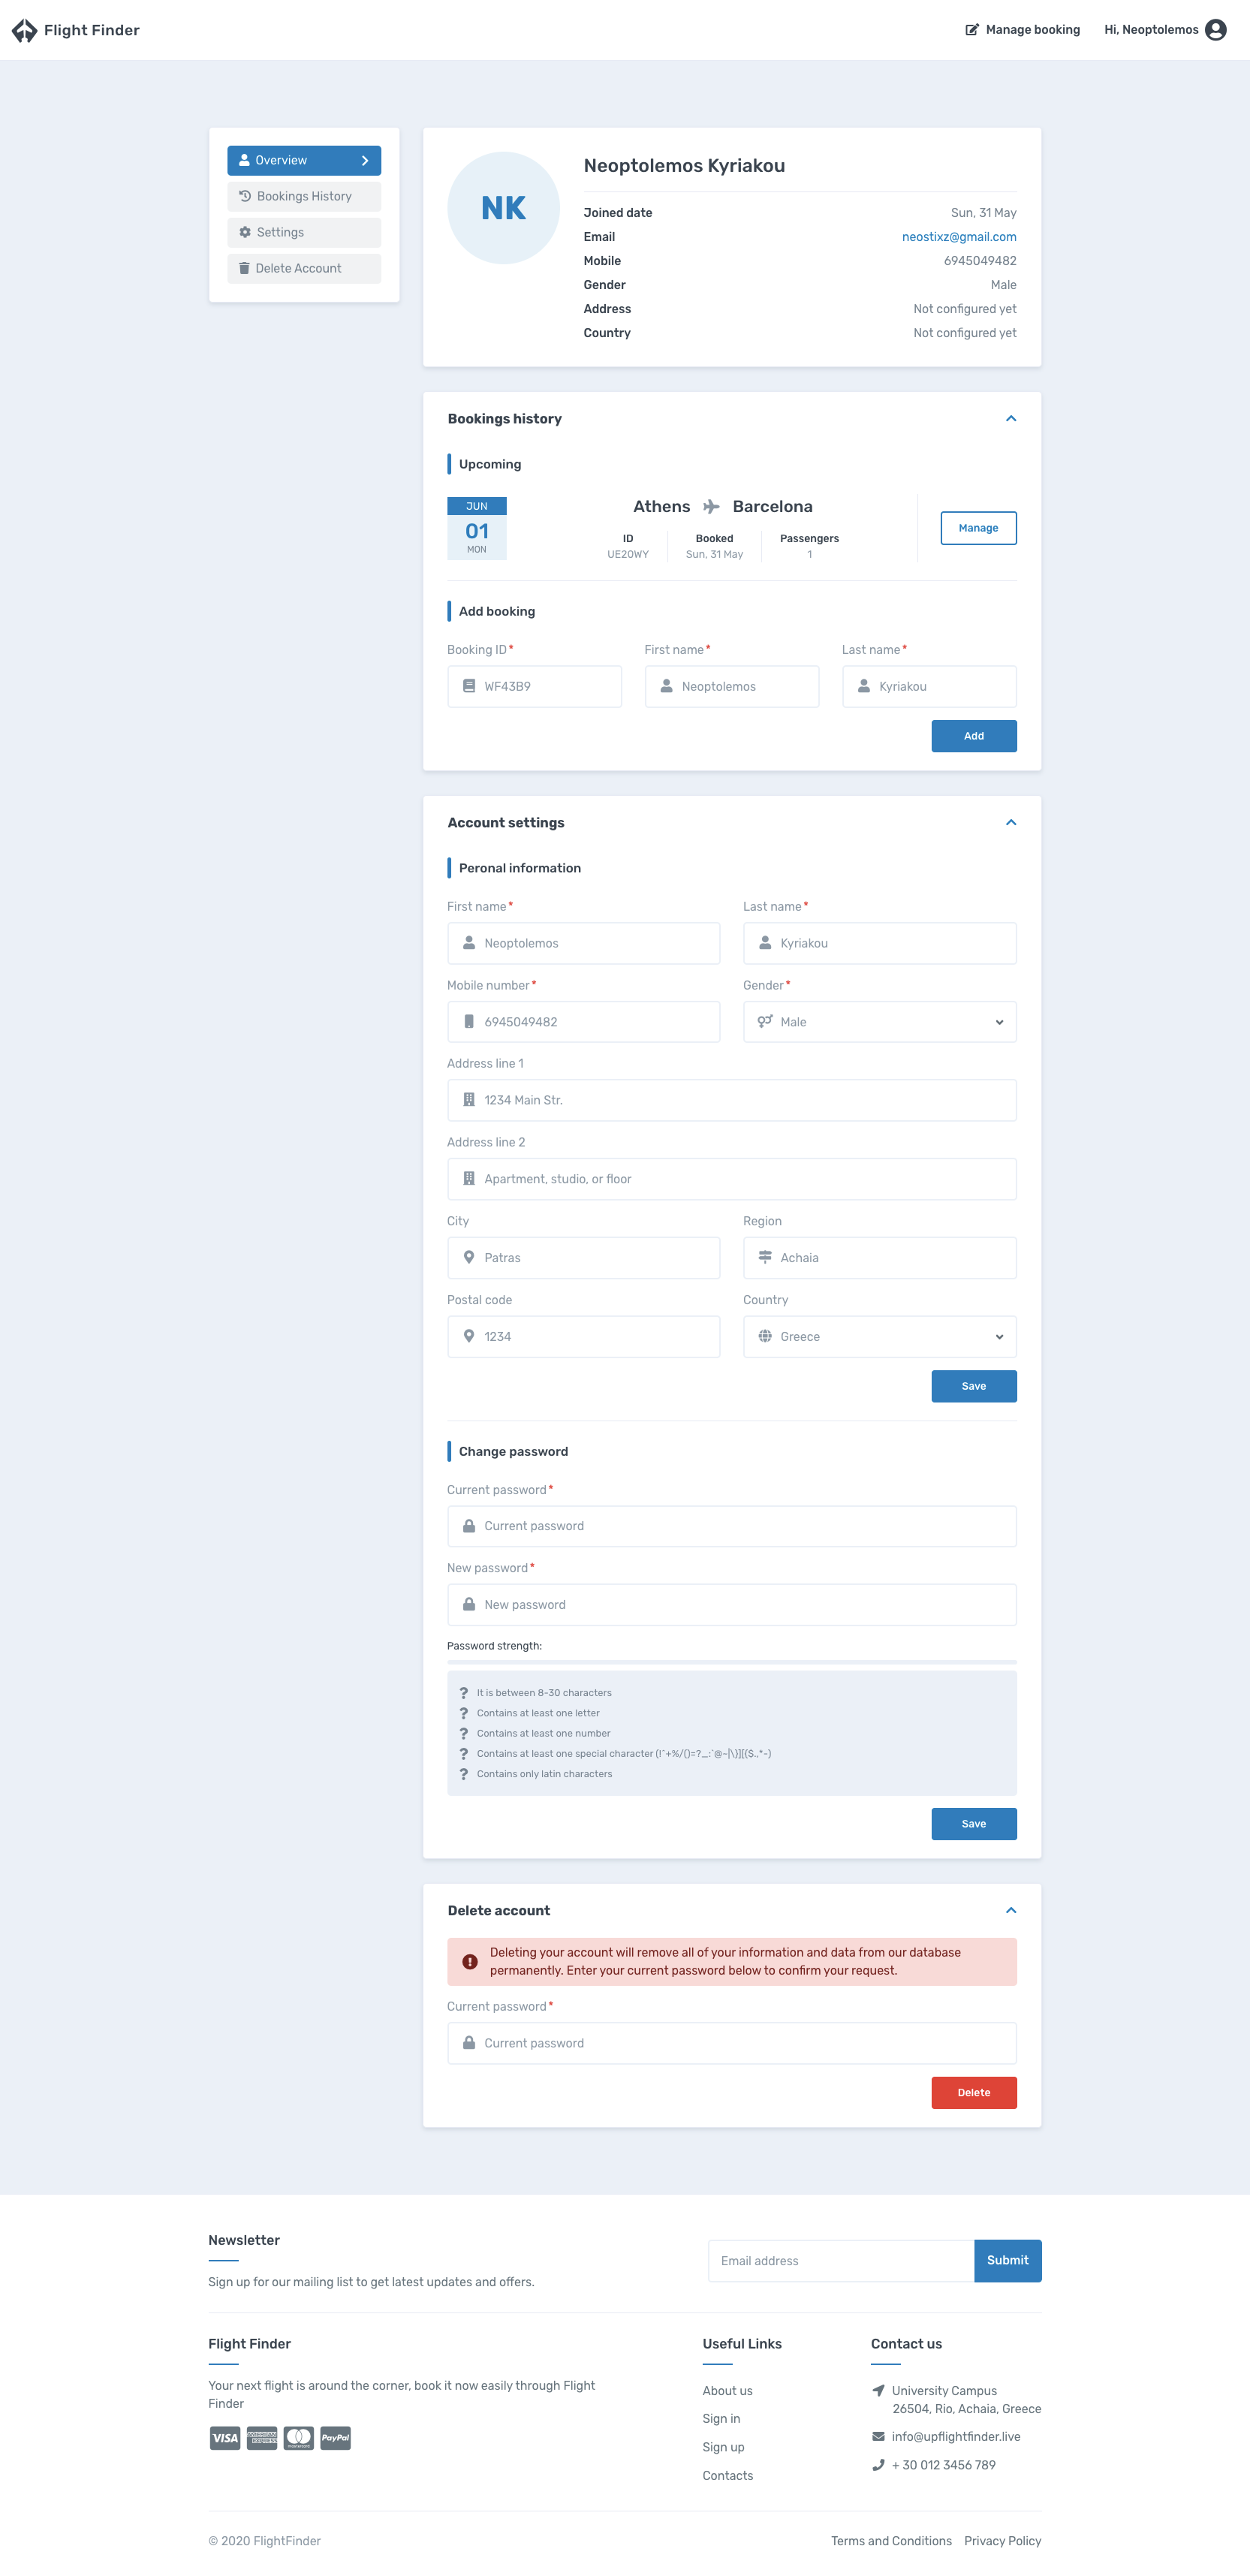 Flight Finder
Manage booking
Hi, Neoptolemos
Overview
Bookings History
Settings
Delete Account
NK
Neoptolemos Kyriakou
Joined date Sun, 31 May
Email neostixz@gmail.com
Mobile 6945049482
Gender Male
Address Not configured yet
Country Not configured yet
Bookings history
Upcoming
JUN
01
MON
Athens Barcelona
ID Booked Passengers
UE20WY Sun, 31 May 1
Manage
Add booking
Booking ID* First name* Last name*
WF43B9 Neoptolemos Kyriakou
Add
Account settings
Peronal information
First name* Last name*
Neoptolemos Kyriakou
Mobile number* Gender*
6945049482 Male
Address line 1
1234 Main Str.
Address line 2
Apartment, studio, or floor
City Region
Patras Achaia
Postal code Country
1234 Greece
Save
Change password
Current password*
Current password
New password*
New password
Password strength:
It is between 8-30 characters
Contains at least one letter
Contains at least one number
Contains at least one special character
Contains only latin characters
Save
Delete account
Deleting your account will remove all of your information and data from our database
permanently. Enter your current password below to confirm your request.
Current password*
Current password
Delete
Newsletter
Sign up for our mailing list to get latest updates and offers.
Email address
Submit
Flight Finder
Your next flight is around the corner, book it now easily through Flight
Finder
VISA AMERICAN EXPRESS mastercard PayPal
Useful Links
About us
Sign in
Sign up
Contacts
Contact us
University Campus
26504, Rio, Achaia, Greece
info@upflightfinder.live
+ 30 012 3456 789
© 2020 FlightFinder
Terms and Conditions Privacy Policy